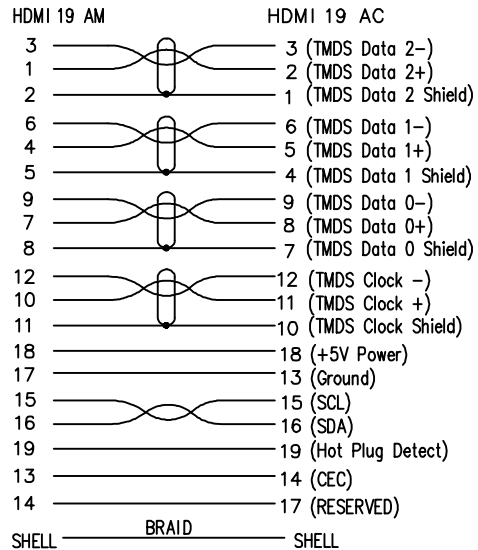 HDMI 19 AM HDMI 19 AC
3 3 (TMDS Data 2-)
1 2 (TMDS Data 2+)
2 1 (TMDS Data 2 Shield)
6 6 (TMDS Data 1-)
4 5 (TMDS Data 1+)
5 4 (TMDS Data 1 Shield)
9 9 (TMDS Data 0-)
7 8 (TMDS Data 0+)
8 7 (TMDS Data 0 Shield)
12 12 (TMDS Clock -)
10 11 (TMDS Clock +)
11 10 (TMDS Clock Shield)
18 18 (+5V Power)
17 13 (Ground)
15 15 (SCL)
16 16 (SDA)
19 19 (Hot Plug Detect)
13 14 (CEC)
14 17 (RESERVED)
SHELL BRAID SHELL